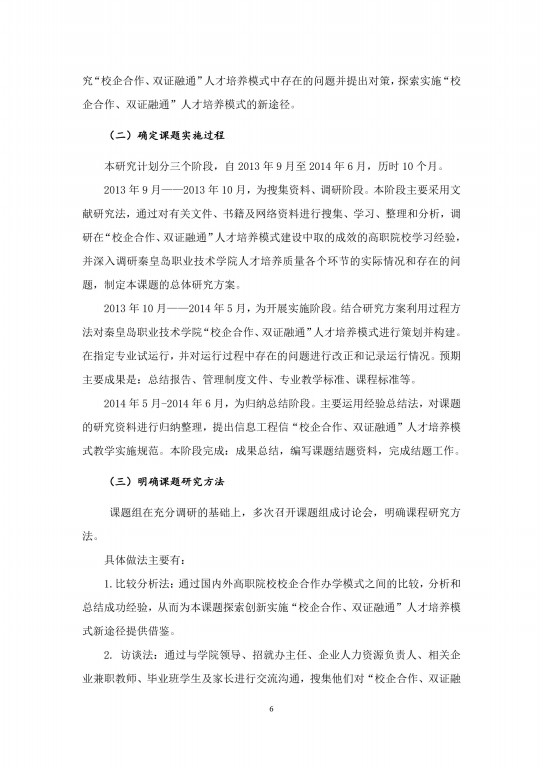 究“校企合作、双证融通”人才培养模式中存在的问题并提出对策，探索实施“校
企合作、双证融通”人才培养模式的新途径。
（二）确定课题实施过程
本研究计划分三个阶段，自 2013 年 9 月至 2014 年 6 月，历时 10 个月。
2013 年 9 月——2013 年 10 月，为搜集资料、调研阶段。本阶段主要采用文
献研究法，通过对有关文件、书籍及网络资料进行搜集、学习、整理和分析，调
研在“校企合作、双证融通”人才培养模式建设中取的成效的高职院校学习经验，
并深入调研秦皇岛职业技术学院人才培养质量各个环节的实际情况和存在的问
题，制定本课题的总体研究方案。
2013 年 10 月——2014 年 5 月，为开展实施阶段。结合研究方案利用过程方
法对秦皇岛职业技术学院“校企合作、双证融通”人才培养模式进行策划并构建。
在指定专业试运行，并对运行过程中存在的问题进行改正和记录运行情况。预期
主要成果是：总结报告、管理制度文件、专业教学标准、课程标准等。
2014 年 5 月-2014 年 6 月，为归纳总结阶段。主要运用经验总结法，对课题
的研究资料进行归纳整理，提出信息工程信“校企合作、双证融通”人才培养模
式教学实施规范。本阶段完成：成果总结，编写课题结题资料，完成结题工作。
（三）明确课题研究方法
课题组在充分调研的基础上，多次召开课题组成讨论会，明确课程研究方
法。
具体做法主要有：
1.比较分析法：通过国内外高职院校校企合作办学模式之间的比较，分析和
总结成功经验，从而为本课题探索创新实施“校企合作、双证融通”人才培养模
式新途径提供借鉴。
2. 访谈法：通过与学院领导、招就办主任、企业人力资源负责人、相关企
业兼职教师、毕业班学生及家长进行交流沟通，搜集他们对“校企合作、双证融
6